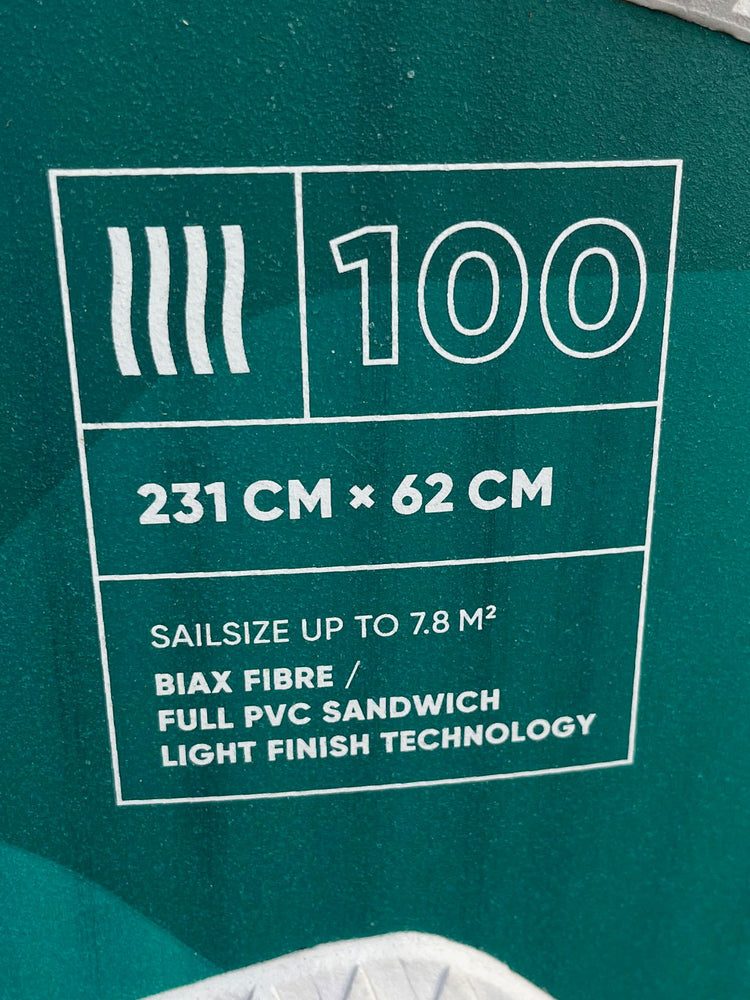 100
231 CM × 62 CM
SAILSIZE UP TO 7.8 M²
BIAX FIBRE /
FULL PVC SANDWICH
LIGHT FINISH TECHNOLOGY